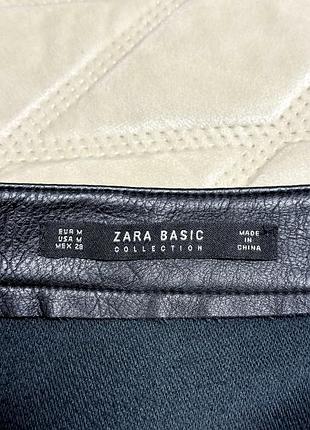 EUR M
USA M
MEX 28
ZARA BASIC
COLLECTION
MADE
IN
CHINA